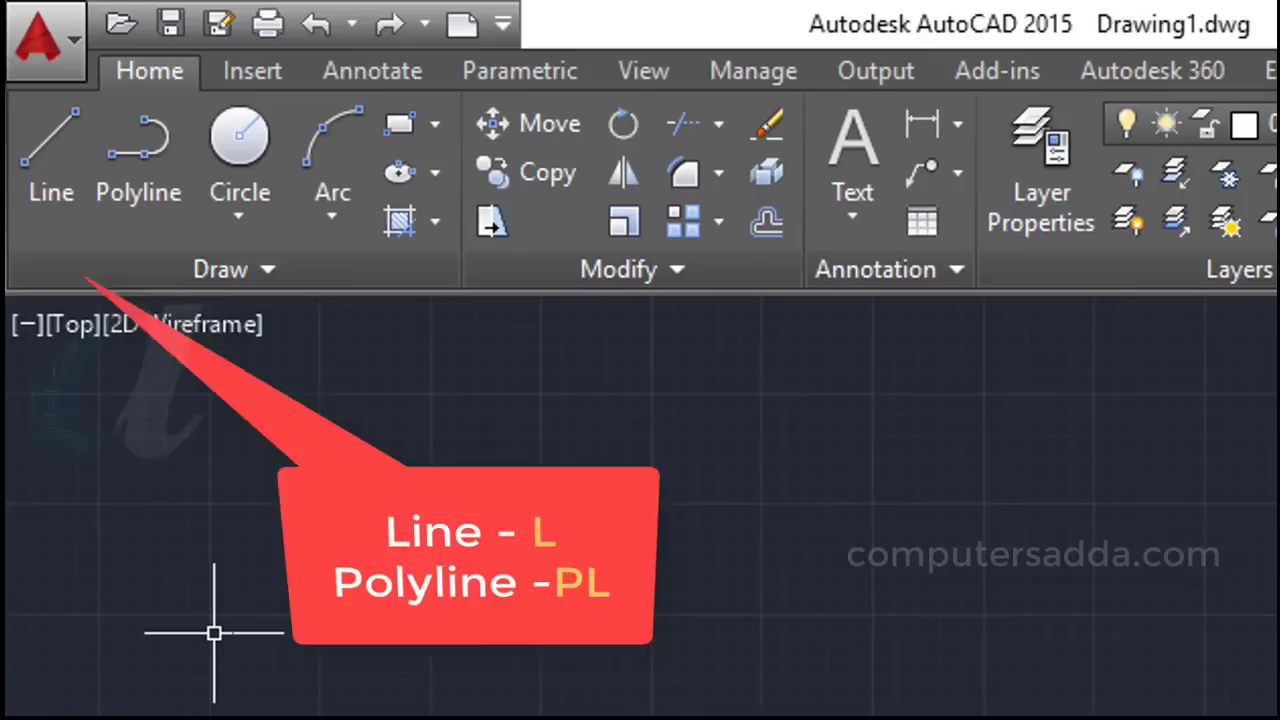 Autodesk AutoCAD 2015 Drawing1.dwg
Home Insert Annotate Parametric View Manage Output Add-ins Autodesk 360
Move
Copy
Line Polyline Circle Arc
Text
Layer
Properties
Draw Modify Annotation Layers
[−][Top][2D Wireframe]
Line - L
Polyline -PL
computersadda.com